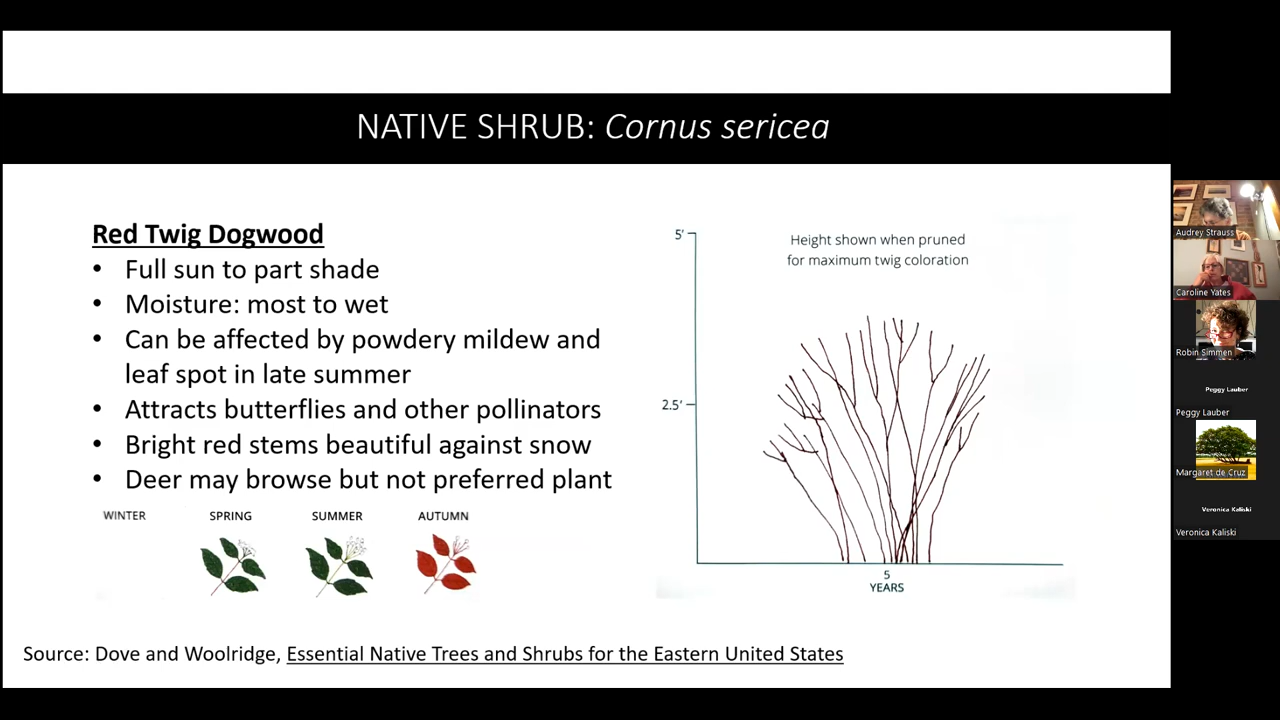 NATIVE SHRUB: Cornus sericea
Red Twig Dogwood
• Full sun to part shade
• Moisture: most to wet
• Can be affected by powdery mildew and
leaf spot in late summer
• Attracts butterflies and other pollinators
• Bright red stems beautiful against snow
• Deer may browse but not preferred plant
WINTER SPRING SUMMER AUTUMN
5'
Height shown when pruned
for maximum twig coloration
2.5'
5
YEARS
Source: Dove and Woolridge, Essential Native Trees and Shrubs for the Eastern United States
Audrey Strauss
Caroline Yates
Robin Simmen
Peggy Lauber
Peggy Lauber
Margaret de Cruz
Veronica Kaliski
Veronica Kaliski